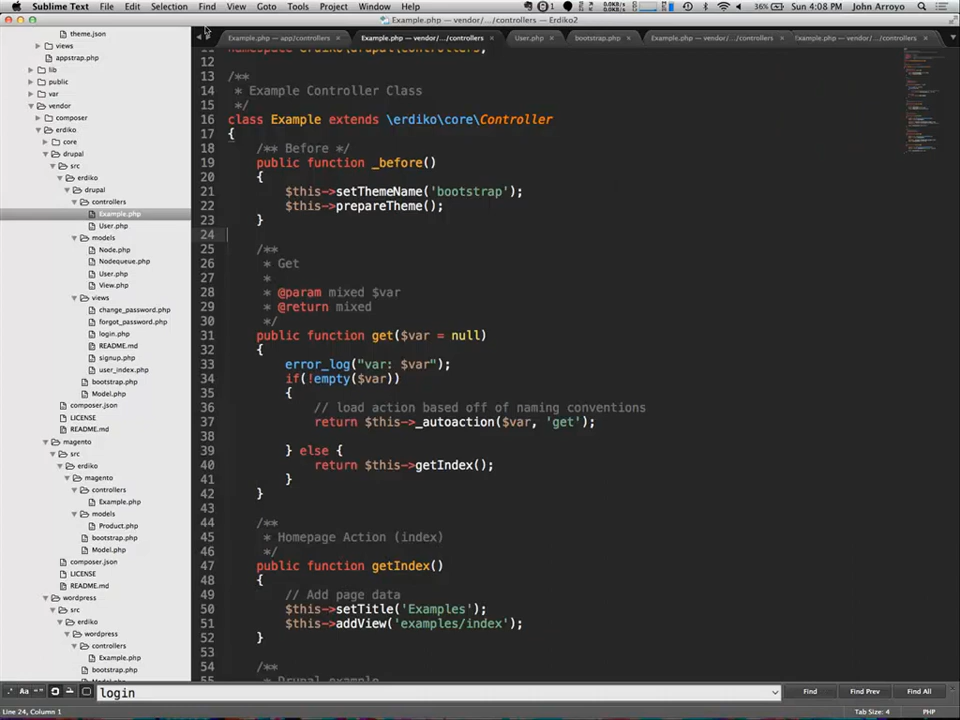 Sublime Text File Edit Selection Find View Goto Tools Project Window Help
36% Sun 4:08 PM John Arroyo
Example.php — vendor/.../controllers — Erdiko2
Example.php — app/controllers × Example.php — vendor/.../controllers × User.php × bootstrap.php × Example.php — vendor/.../controllers × Example.php — vendor/.../controllers ×
theme.json
views
appstrap.php
lib
public
var
vendor
composer
erdiko
core
drupal
src
erdiko
drupal
controllers
Example.php
User.php
models
Node.php
Nodequeue.php
User.php
View.php
views
change_password.php
forgot_password.php
login.php
README.md
signup.php
user_index.php
bootstrap.php
Model.php
composer.json
LICENSE
README.md
magento
src
erdiko
magento
controllers
Example.php
models
Product.php
bootstrap.php
Model.php
composer.json
LICENSE
README.md
wordpress
src
erdiko
wordpress
controllers
Example.php
bootstrap.php
12
13 /**
14 * Example Controller Class
15 */
16 class Example extends \erdiko\core\Controller
17 {
18 /** Before */
19 public function _before()
20 {
21 $this->setThemeName('bootstrap');
22 $this->prepareTheme();
23 }
24
25 /**
26 * Get
27 *
28 * @param mixed $var
29 * @return mixed
30 */
31 public function get($var = null)
32 {
33 error_log("var: $var");
34 if(!empty($var))
35 {
36 // load action based off of naming conventions
37 return $this->_autoaction($var, 'get');
38
39 } else {
40 return $this->getIndex();
41 }
42 }
43
44 /**
45 * Homepage Action (index)
46 */
47 public function getIndex()
48 {
49 // Add page data
50 $this->setTitle('Examples');
51 $this->addView('examples/index');
52 }
53
54 /**
.* Aa “” login Find Find Prev Find All
Line 24, Column 1 Tab Size: 4 PHP